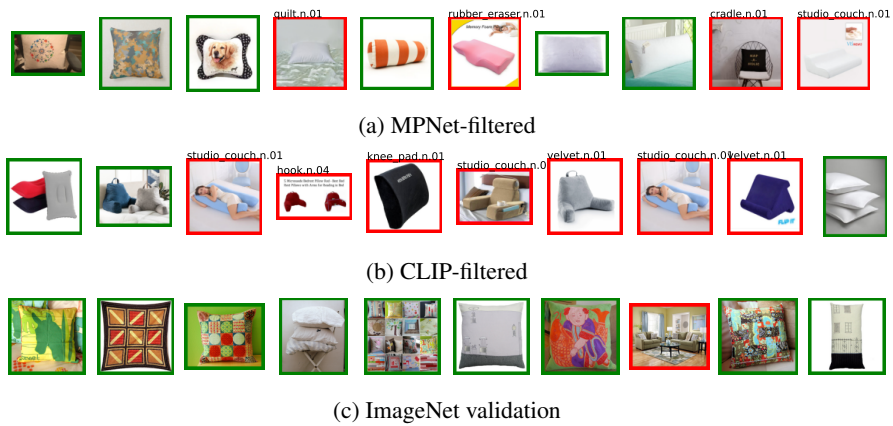 quilt.n.01
rubber_eraser.n.01
cradle.n.01
studio_couch.n.01
(a) MPNet-filtered
studio_couch.n.01
hook.n.04
knee_pad.n.01
studio_couch.n.0
velvet.n.01
studio_couch.n.01
velvet.n.01
(b) CLIP-filtered
(c) ImageNet validation